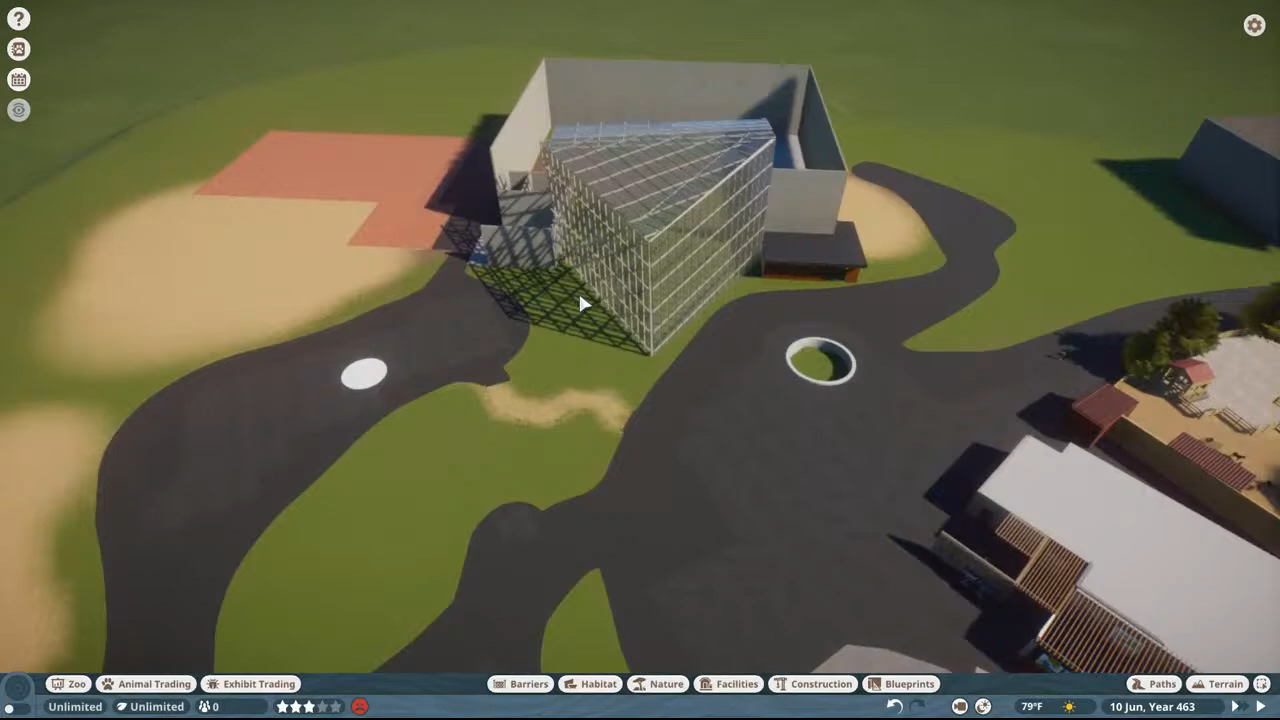 ?
Zoo
Animal Trading
Exhibit Trading
Barriers
Habitat
Nature
Facilities
Construction
Blueprints
Paths
Terrain
Unlimited
Unlimited
0
79°F
10 Jun, Year 463